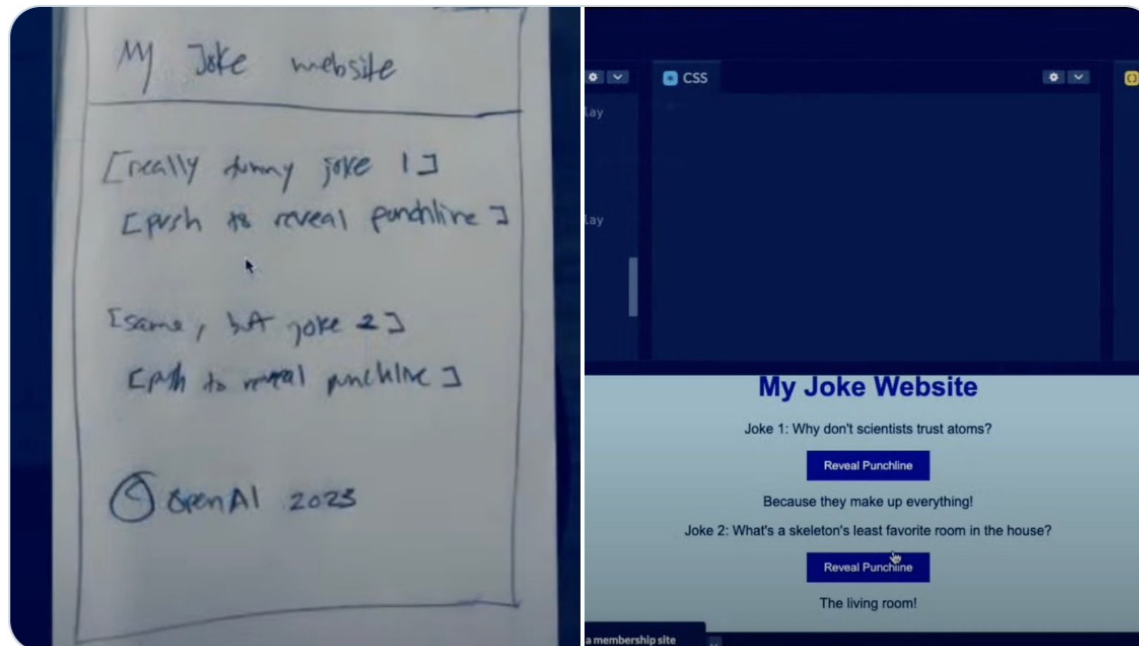 My Joke website
[really funny joke 1]
[push to reveal punchline]
[same, but joke 2]
[push to reveal punchline]
© OpenAI 2023
CSS
lay
lay
My Joke Website
Joke 1: Why don't scientists trust atoms?
Reveal Punchline
Because they make up everything!
Joke 2: What's a skeleton's least favorite room in the house?
Reveal Punchline
The living room!
a membership site